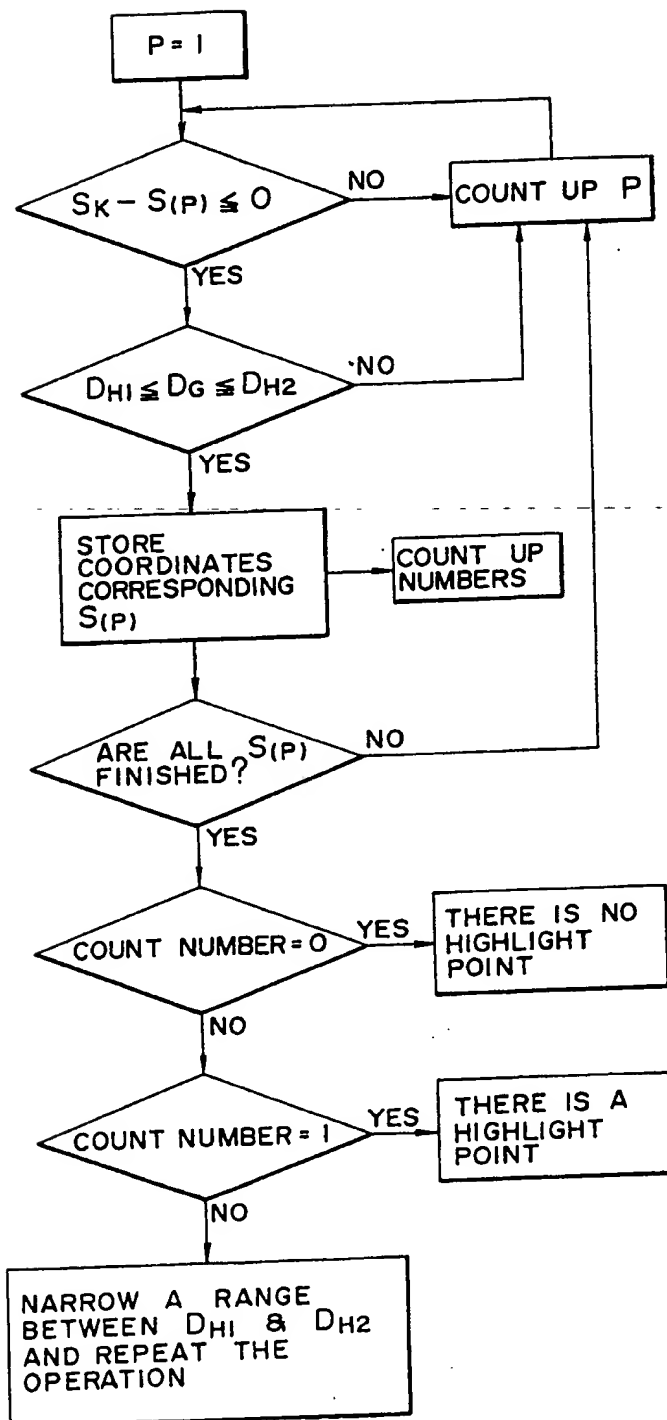 P = 1
SK − S(P) ≦ 0
NO
COUNT UP P
YES
DH1 ≦ DG ≦ DH2
NO
YES
STORE
COORDINATES
CORRESPONDING
S(P)
COUNT UP
NUMBERS
ARE ALL S(P)
FINISHED?
NO
YES
COUNT NUMBER = 0
YES
THERE IS NO
HIGHLIGHT
POINT
NO
COUNT NUMBER = 1
YES
THERE IS A
HIGHLIGHT
POINT
NO
NARROW A RANGE
BETWEEN DH1 & DH2
AND REPEAT THE
OPERATION